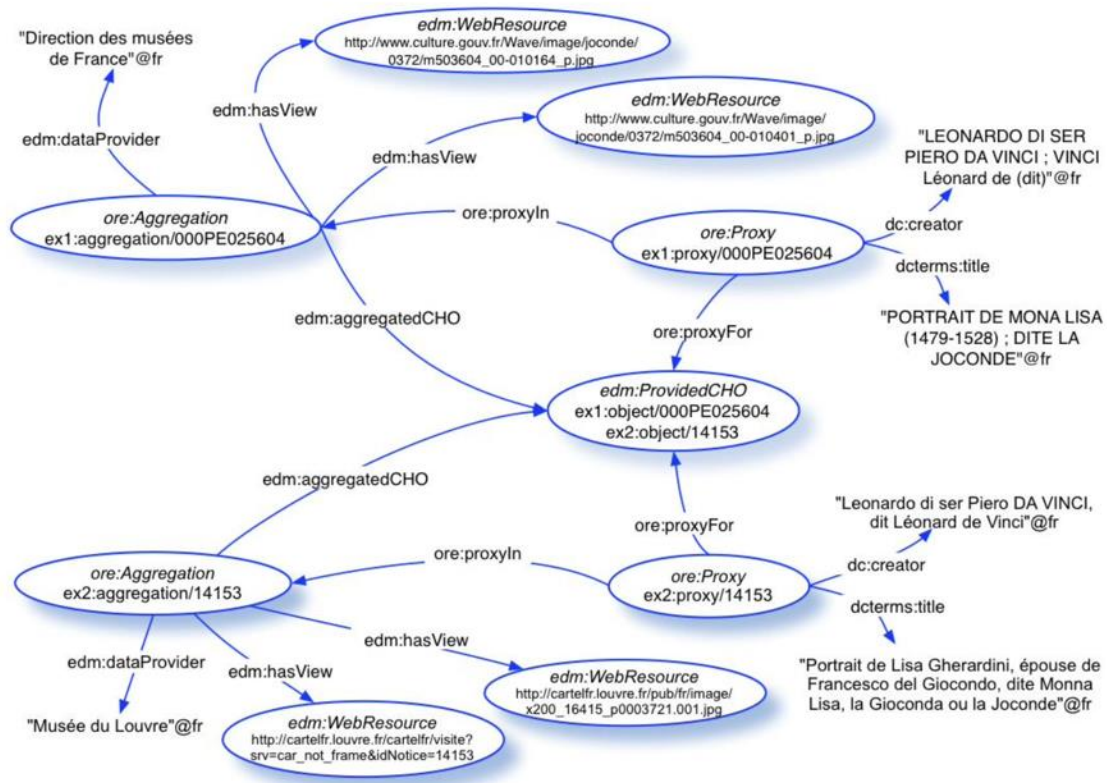 edm:WebResource
http://www.culture.gouv.fr/Wave/image/joconde/
0372/m503604_00-010164_p.jpg
"Direction des musées
de France"@fr
edm:hasView
edm:dataProvider
edm:WebResource
http://www.culture.gouv.fr/Wave/image/
joconde/0372/m503604_00-010401_p.jpg
edm:hasView
"LEONARDO DI SER
PIERO DA VINCI ; VINCI
Léonard de (dit)"@fr
ore:Aggregation
ex1:aggregation/000PE025604
ore:proxyIn
ore:Proxy
ex1:proxy/000PE025604
dc:creator
dcterms:title
"PORTRAIT DE MONA LISA
(1479-1528) ; DITE LA
JOCONDE"@fr
edm:aggregatedCHO
ore:proxyFor
edm:ProvidedCHO
ex1:object/000PE025604
ex2:object/14153
edm:aggregatedCHO
ore:proxyFor
"Leonardo di ser Piero DA VINCI,
dit Léonard de Vinci"@fr
ore:Aggregation
ex2:aggregation/14153
ore:proxyIn
ore:Proxy
ex2:proxy/14153
dc:creator
dcterms:title
edm:dataProvider
edm:hasView
edm:hasView
"Musée du Louvre"@fr
edm:WebResource
http://cartelfr.louvre.fr/cartelfr/visite?
srv=car_not_frame&idNotice=14153
edm:WebResource
http://cartelfr.louvre.fr/pub/fr/image/
x200_16415_p0003721.001.jpg
"Portrait de Lisa Gherardini, épouse de
Francesco del Giocondo, dite Monna
Lisa, la Gioconda ou la Joconde"@fr